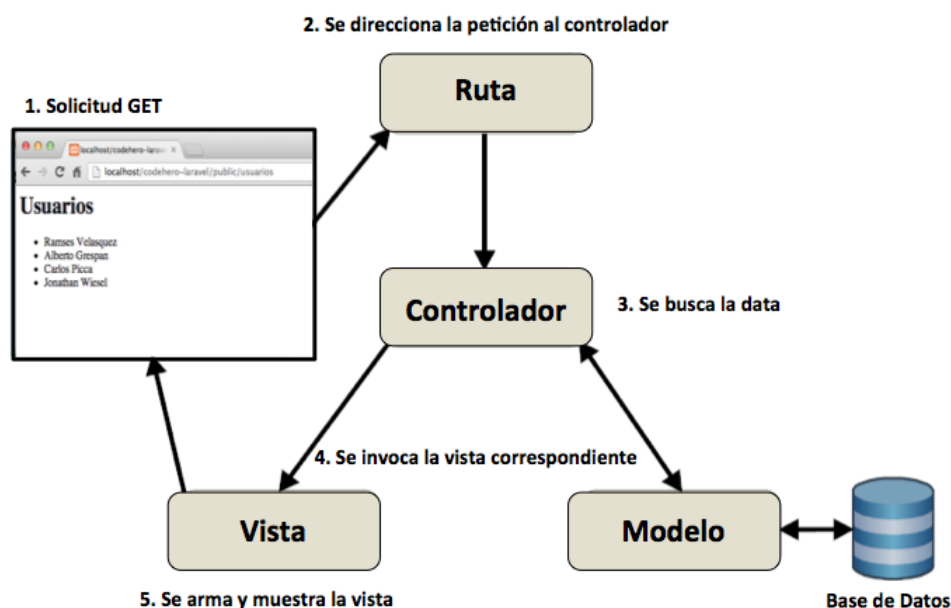 2. Se direcciona la petición al controlador
Ruta
1. Solicitud GET
localhost/codehero-larav
localhost/codehero-laravel/public/usuarios
Usuarios
• Ramses Velasquez
• Alberto Grespan
• Carlos Picca
• Jonathan Wiesel
Controlador
3. Se busca la data
4. Se invoca la vista correspondiente
Vista
Modelo
5. Se arma y muestra la vista
Base de Datos